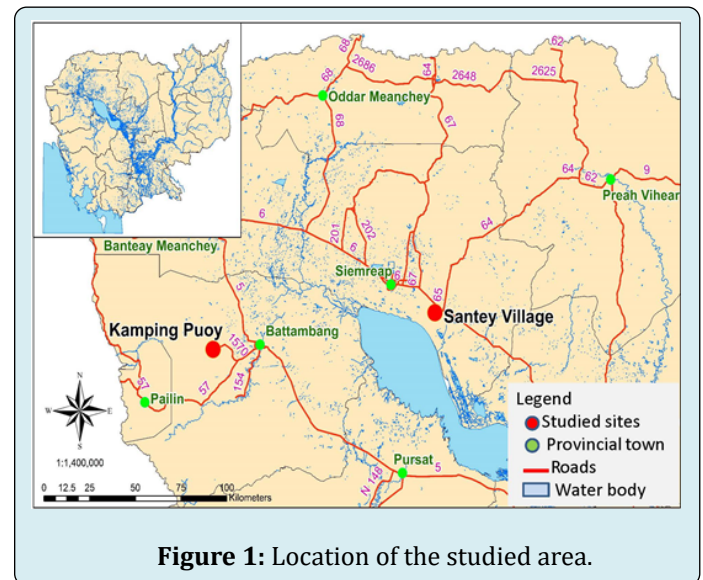 68
62
2686
64
2648
2625
68
Oddar Meanchey
68
67
9
64
62
Preah Vihear
6
201
202
64
Banteay Meanchey
6
Siemreap
6
67
65
5
Santey Village
Kamping Puoy
1570
Battambang
57
57
154
Pailin
N
W
E
S
1:1,400,000
0 12.5 25 50 75 100
Kilometers
Pursat
5
N 148
Legend
Studied sites
Provincial town
Roads
Water body
Figure 1: Location of the studied area.